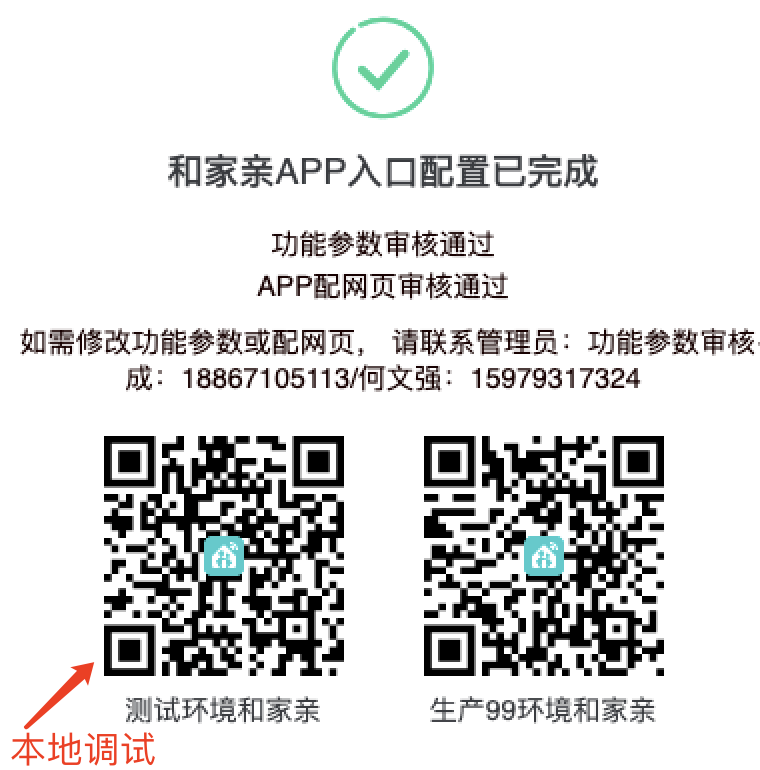 和家亲APP入口配置已完成
功能参数审核通过
APP配网页审核通过
如需修改功能参数或配网页， 请联系管理员：功能参数审核-
成：18867105113/何文强：15979317324
测试环境和家亲
生产99环境和家亲
本地调试